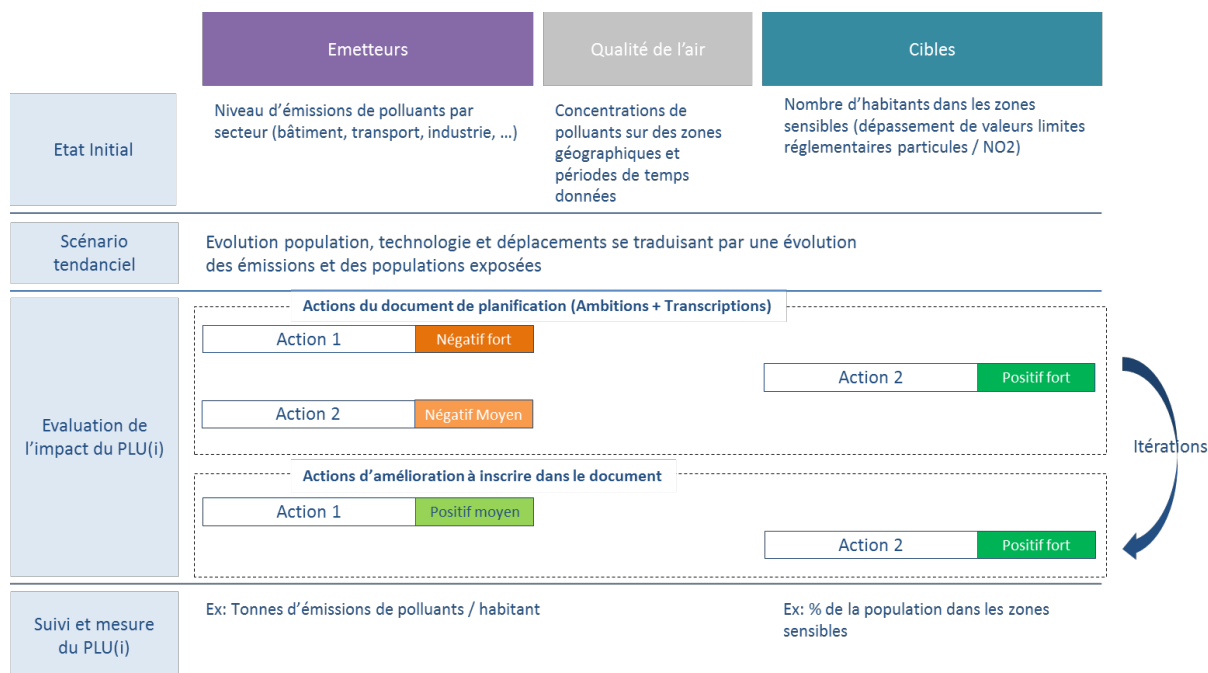 Emetteurs
Qualité de l'air
Cibles
Etat Initial
Niveau d'émissions de polluants par
secteur (bâtiment, transport, industrie, ...)
Concentrations de
polluants sur des zones
géographiques et
périodes de temps
données
Nombre d'habitants dans les zones
sensibles (dépassement de valeurs limites
réglementaires particules / NO2)
Scénario
tendanciel
Evolution population, technologie et déplacements se traduisant par une évolution
des émissions et des populations exposées
Evaluation de
l'impact du PLU(i)
Actions du document de planification (Ambitions + Transcriptions)
Action 1
Négatif fort
Action 2
Positif fort
Action 2
Négatif Moyen
Itérations
Actions d'amélioration à inscrire dans le document
Action 1
Positif moyen
Action 2
Positif fort
Suivi et mesure
du PLU(i)
Ex: Tonnes d'émissions de polluants / habitant
Ex: % de la population dans les zones
sensibles